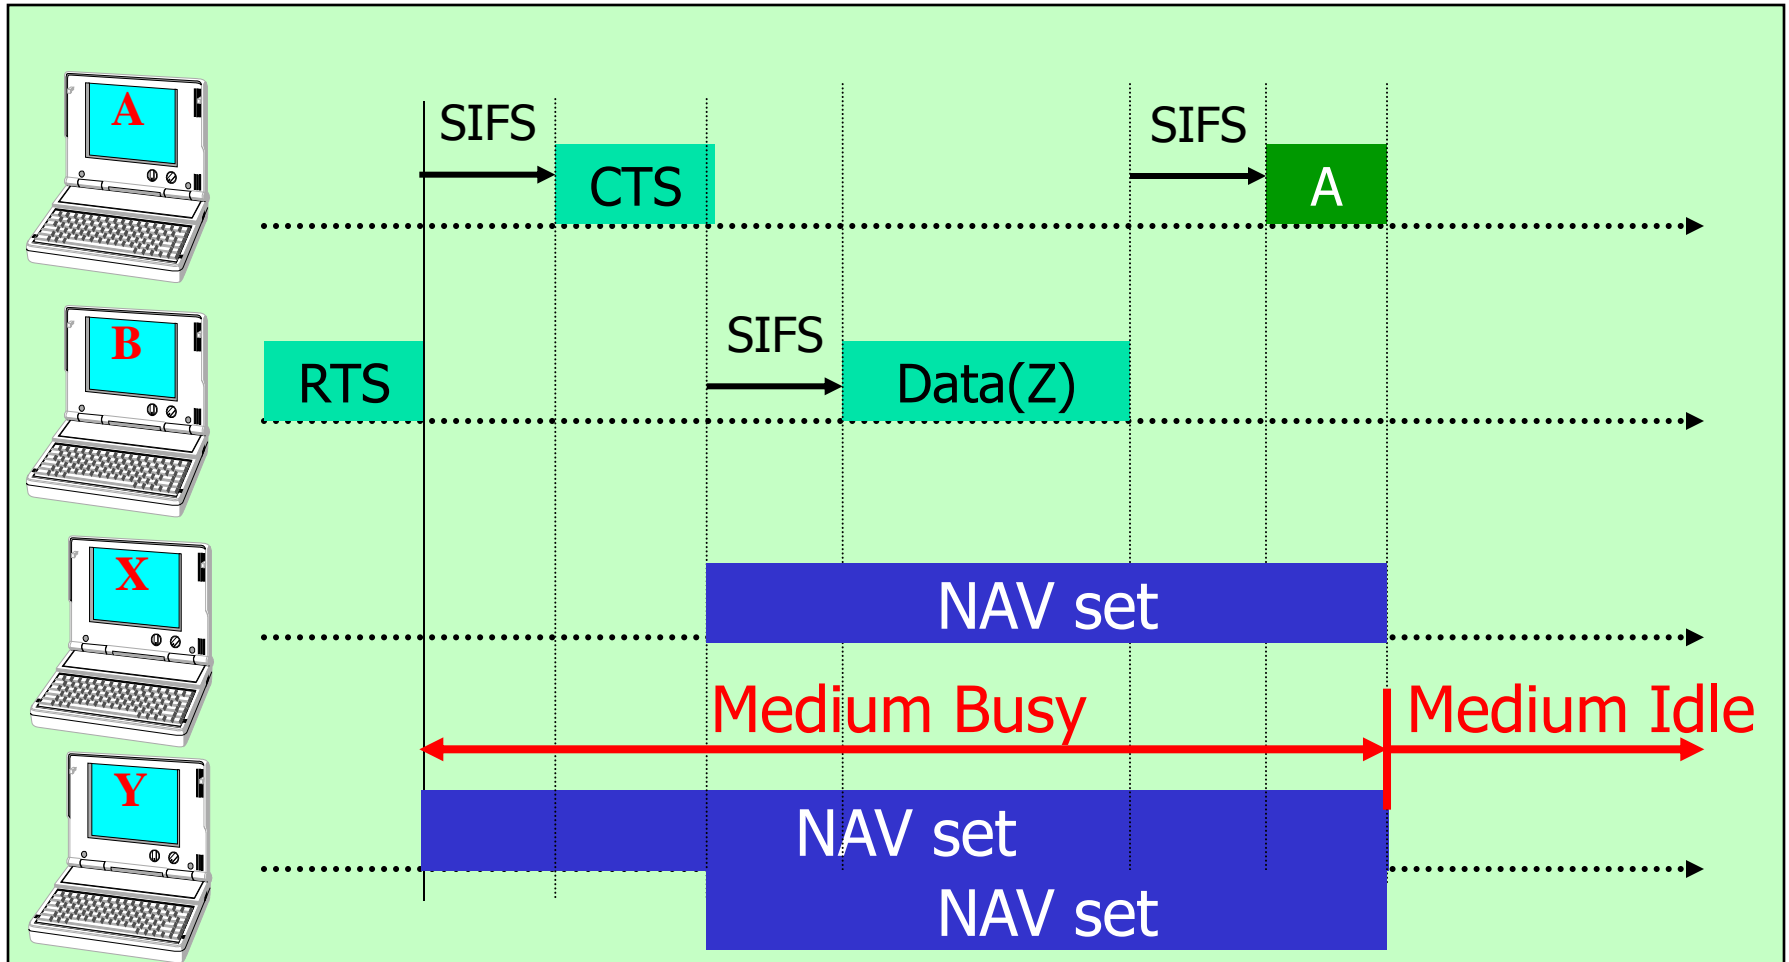 A
SIFS
SIFS
CTS
A
B
SIFS
RTS
Data(Z)
X
NAV set
Medium Busy
Medium Idle
Y
NAV set
NAV set